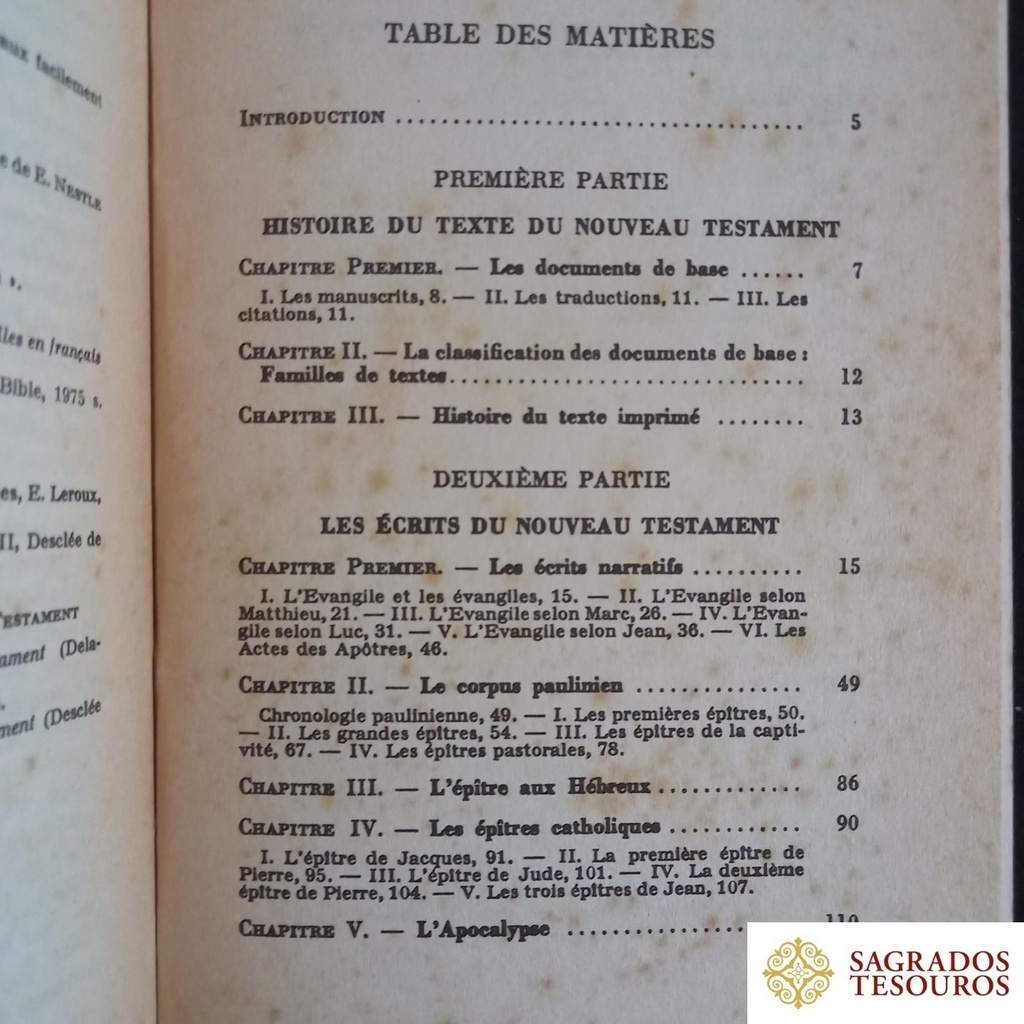 aux facilement
e de E. NESTLE
s.
lles en français
Bible, 1975 s.
es, E. Leroux,
II, Desclée de
TESTAMENT
ament (Dela-
ment (Desclée
TABLE DES MATIÈRES
INTRODUCTION .................................... 5
PREMIÈRE PARTIE
HISTOIRE DU TEXTE DU NOUVEAU TESTAMENT
CHAPITRE PREMIER. — Les documents de base ...... 7
I. Les manuscrits, 8. — II. Les traductions, 11. — III. Les
citations, 11.
CHAPITRE II. — La classification des documents de base :
Familles de textes................................ 12
CHAPITRE III. — Histoire du texte imprimé ........ 13
DEUXIÈME PARTIE
LES ÉCRITS DU NOUVEAU TESTAMENT
CHAPITRE PREMIER. — Les écrits narratifs .......... 15
I. L'Evangile et les évangiles, 15. — II. L'Evangile selon
Matthieu, 21. — III. L'Evangile selon Marc, 26. — IV. L'Evan-
gile selon Luc, 31. — V. L'Evangile selon Jean, 36. — VI. Les
Actes des Apôtres, 46.
CHAPITRE II. — Le corpus paulinien ............... 49
Chronologie paulinienne, 49. — I. Les premières épîtres, 50.
— II. Les grandes épîtres, 54. — III. Les épîtres de la capti-
vité, 67. — IV. Les épîtres pastorales, 78.
CHAPITRE III. — L'épître aux Hébreux ............. 86
CHAPITRE IV. — Les épîtres catholiques ............ 90
I. L'épître de Jacques, 91. — II. La première épître de
Pierre, 95. — III. L'épître de Jude, 101. — IV. La deuxième
épître de Pierre, 104. — V. Les trois épîtres de Jean, 107.
CHAPITRE V. — L'Apocalypse ................ 110
SAGRADOS
TESOUROS